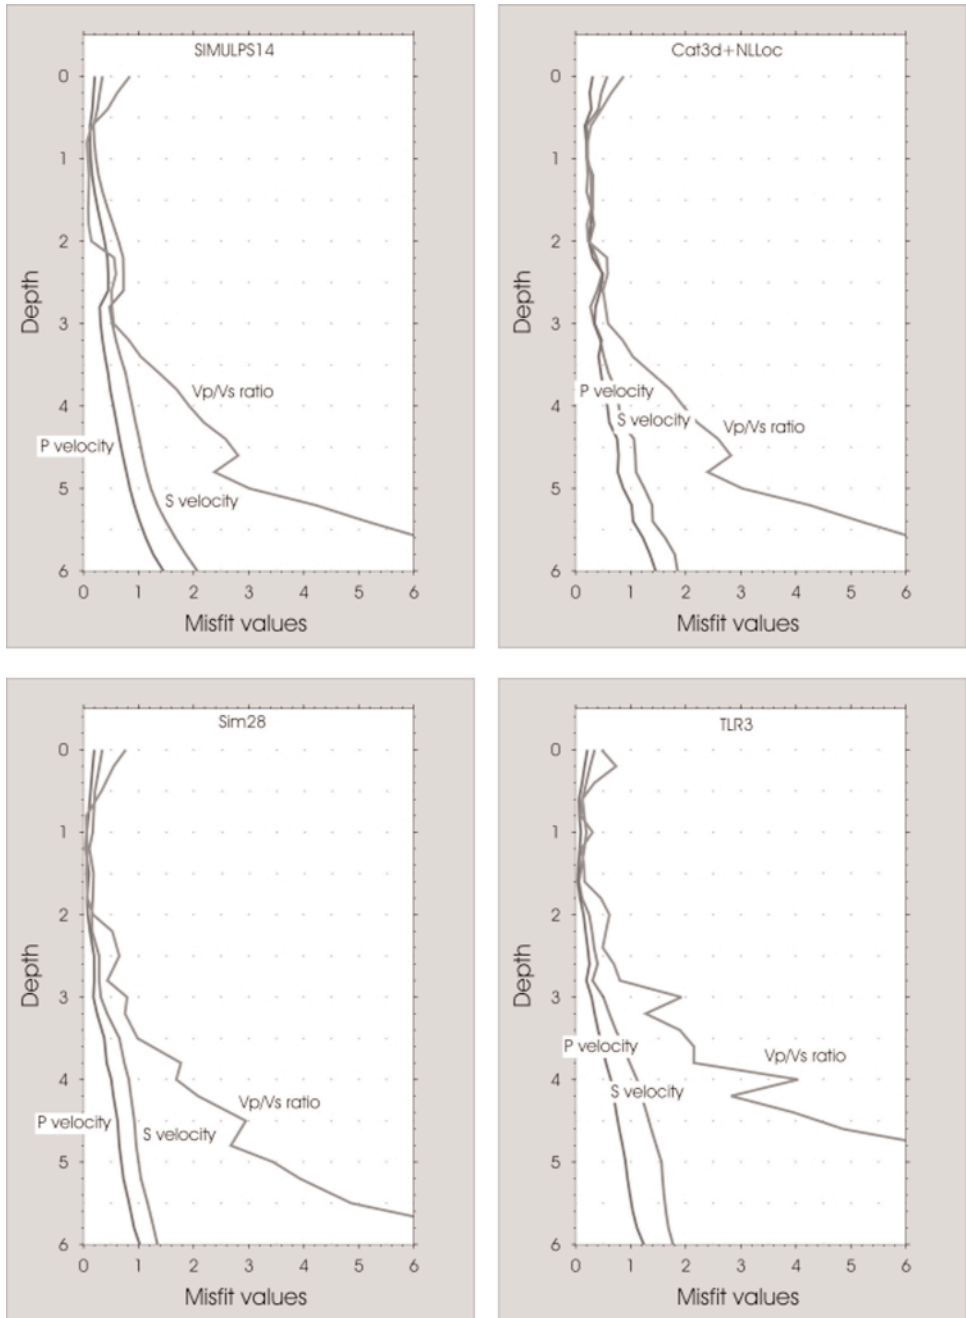 SIMULPS14
0
1
2
3
4
5
6
Depth
Vp/Vs ratio
P velocity
S velocity
0 1 2 3 4 5 6
Misfit values
Cat3d+NLLoc
0
1
2
3
4
5
6
Depth
P velocity
S velocity
Vp/Vs ratio
0 1 2 3 4 5 6
Misfit values
Sim28
0
1
2
3
4
5
6
Depth
Vp/Vs ratio
P velocity
S velocity
0 1 2 3 4 5 6
Misfit values
TLR3
0
1
2
3
4
5
6
Depth
P velocity
Vp/Vs ratio
S velocity
0 1 2 3 4 5 6
Misfit values